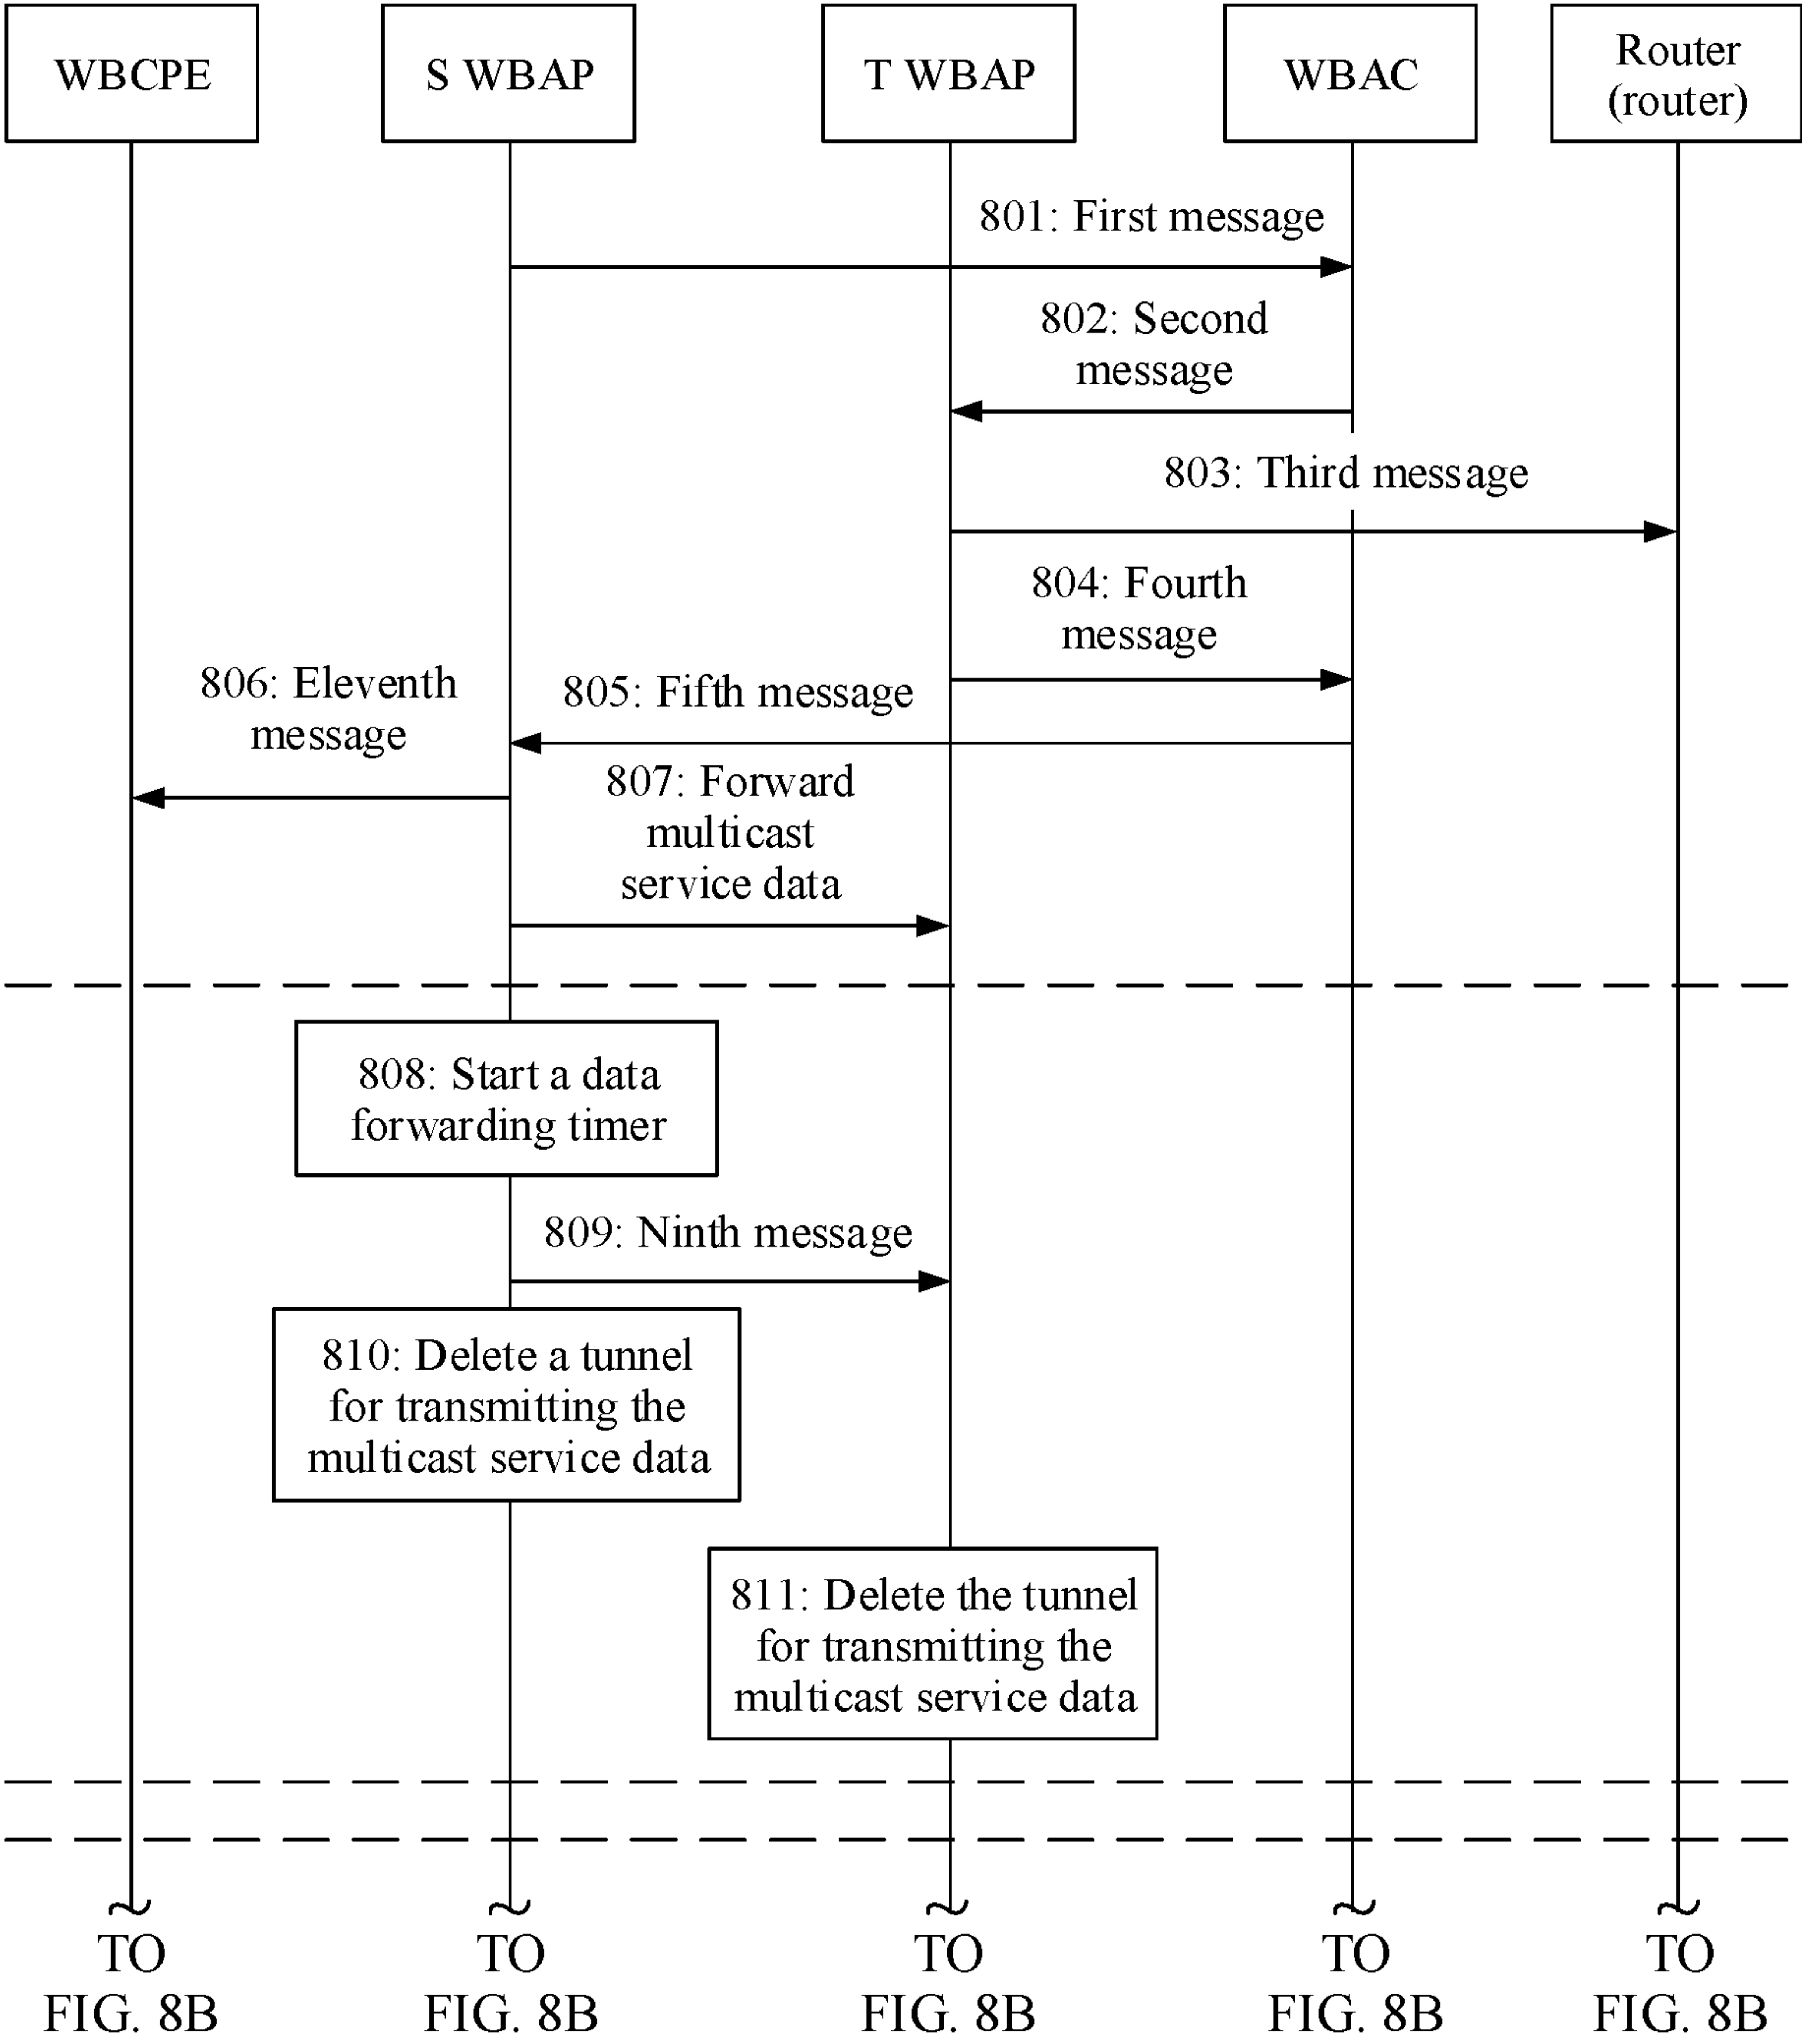 WBCPE
S WBAP
T WBAP
WBAC
Router
(router)
801: First message
802: Second
message
803: Third message
804: Fourth
message
805: Fifth message
806: Eleventh
message
807: Forward
multicast
service data
808: Start a data
forwarding timer
809: Ninth message
810: Delete a tunnel
for transmitting the
multicast service data
811: Delete the tunnel
for transmitting the
multicast service data
TO
FIG. 8B
TO
FIG. 8B
TO
FIG. 8B
TO
FIG. 8B
TO
FIG. 8B